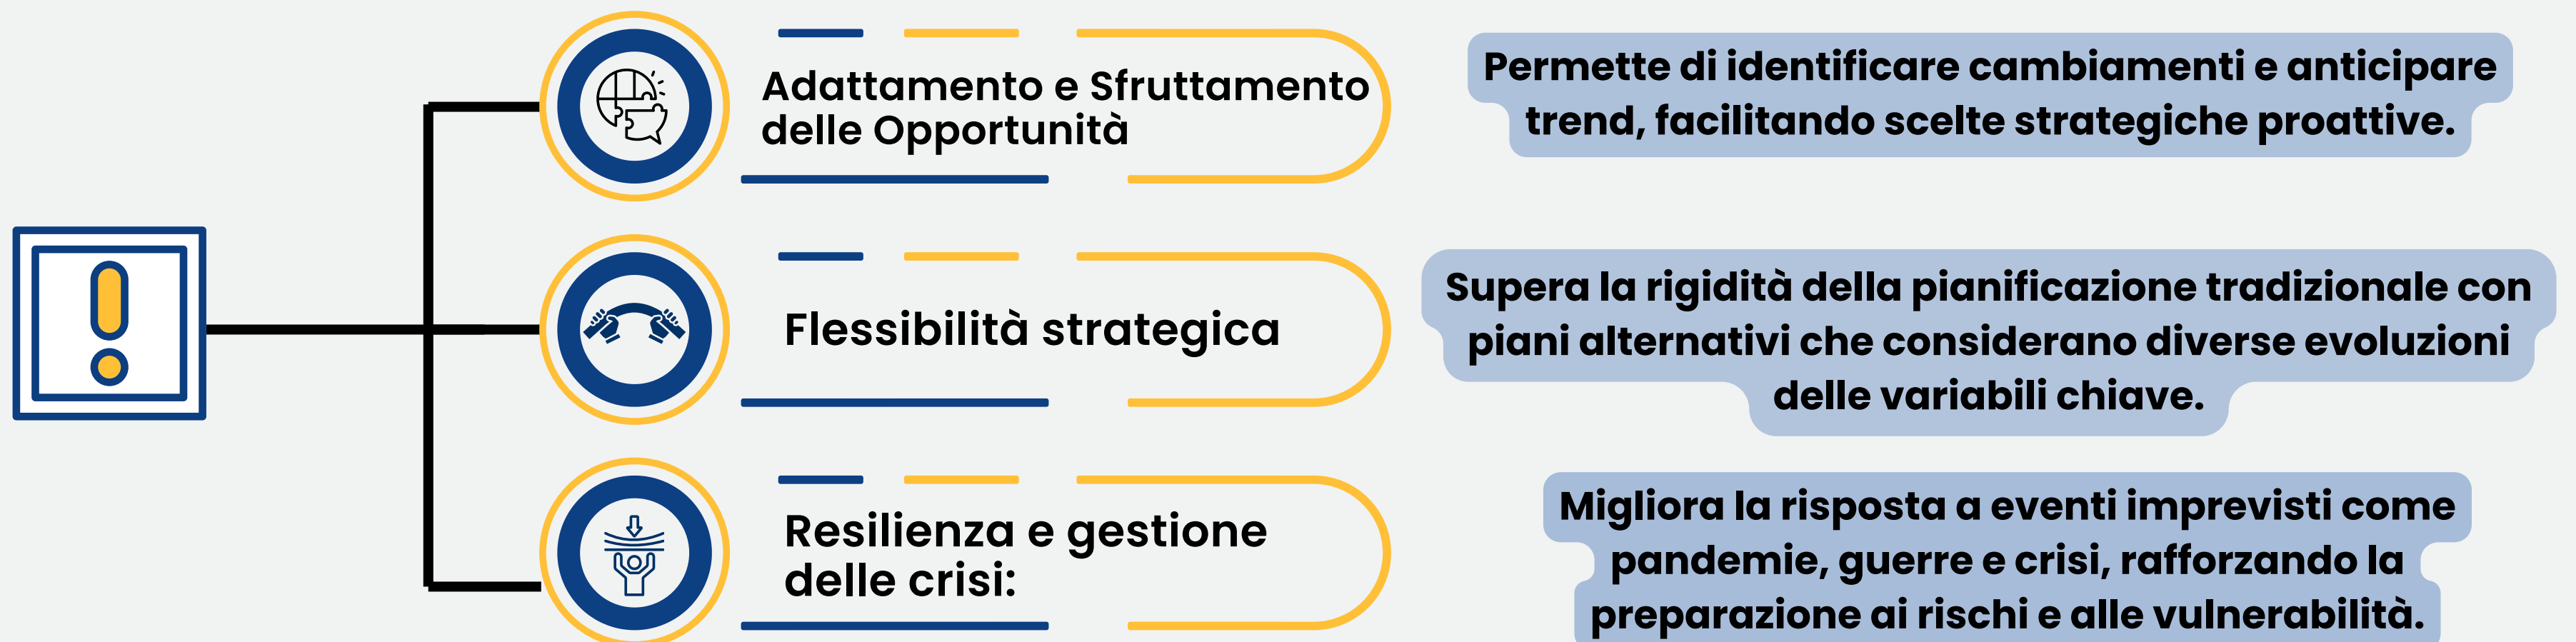 Adattamento e Sfruttamento
delle Opportunità
Permette di identificare cambiamenti e anticipare
trend, facilitando scelte strategiche proattive.
Flessibilità strategica
Supera la rigidità della pianificazione tradizionale con
piani alternativi che considerano diverse evoluzioni
delle variabili chiave.
Resilienza e gestione
delle crisi:
Migliora la risposta a eventi imprevisti come
pandemie, guerre e crisi, rafforzando la
preparazione ai rischi e alle vulnerabilità.